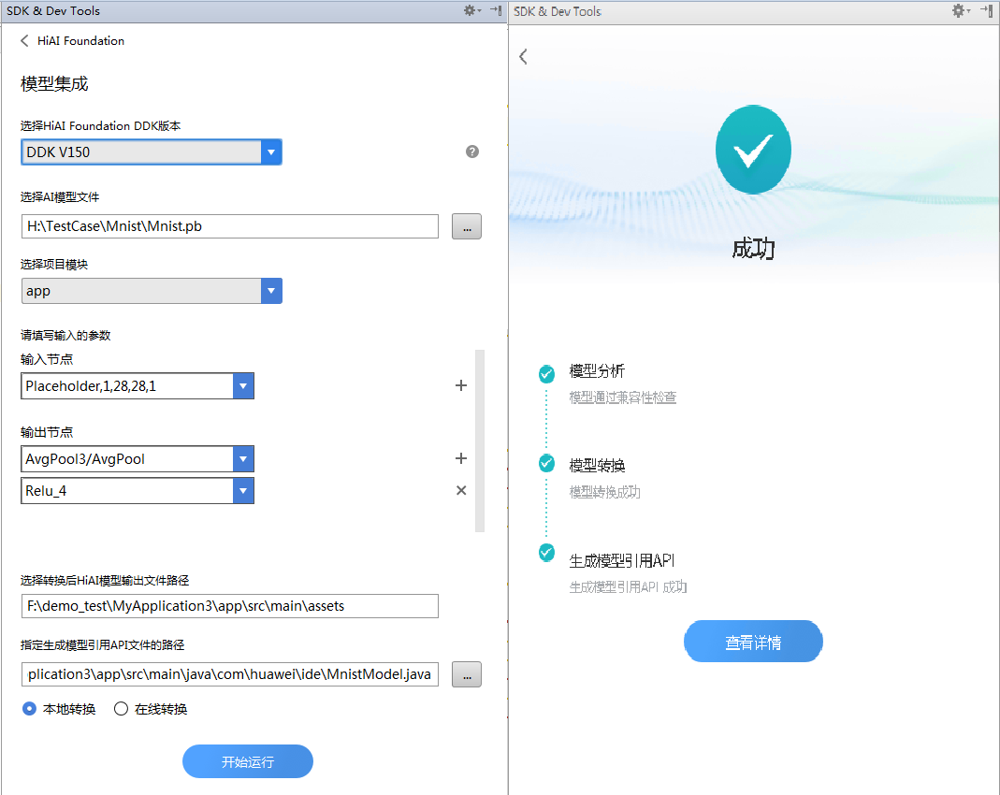 SDK & Dev Tools
HiAI Foundation
模型集成
选择HiAI Foundation DDK版本
DDK V150
?
选择AI模型文件
H:\TestCase\Mnist\Mnist.pb
...
选择项目模块
app
请填写输入的参数
输入节点
Placeholder,1,28,28,1
输出节点
AvgPool3/AvgPool
Relu_4
选择转换后HiAI模型输出文件路径
F:\demo_test\MyApplication3\app\src\main\assets
指定生成模型引用API文件的路径
plication3\app\src\main\java\com\huawei\ide\MnistModel.java
...
本地转换 在线转换
开始运行
SDK & Dev Tools
成功
模型分析
模型通过兼容性检查
模型转换
模型转换成功
生成模型引用API
生成模型引用API 成功
查看详情